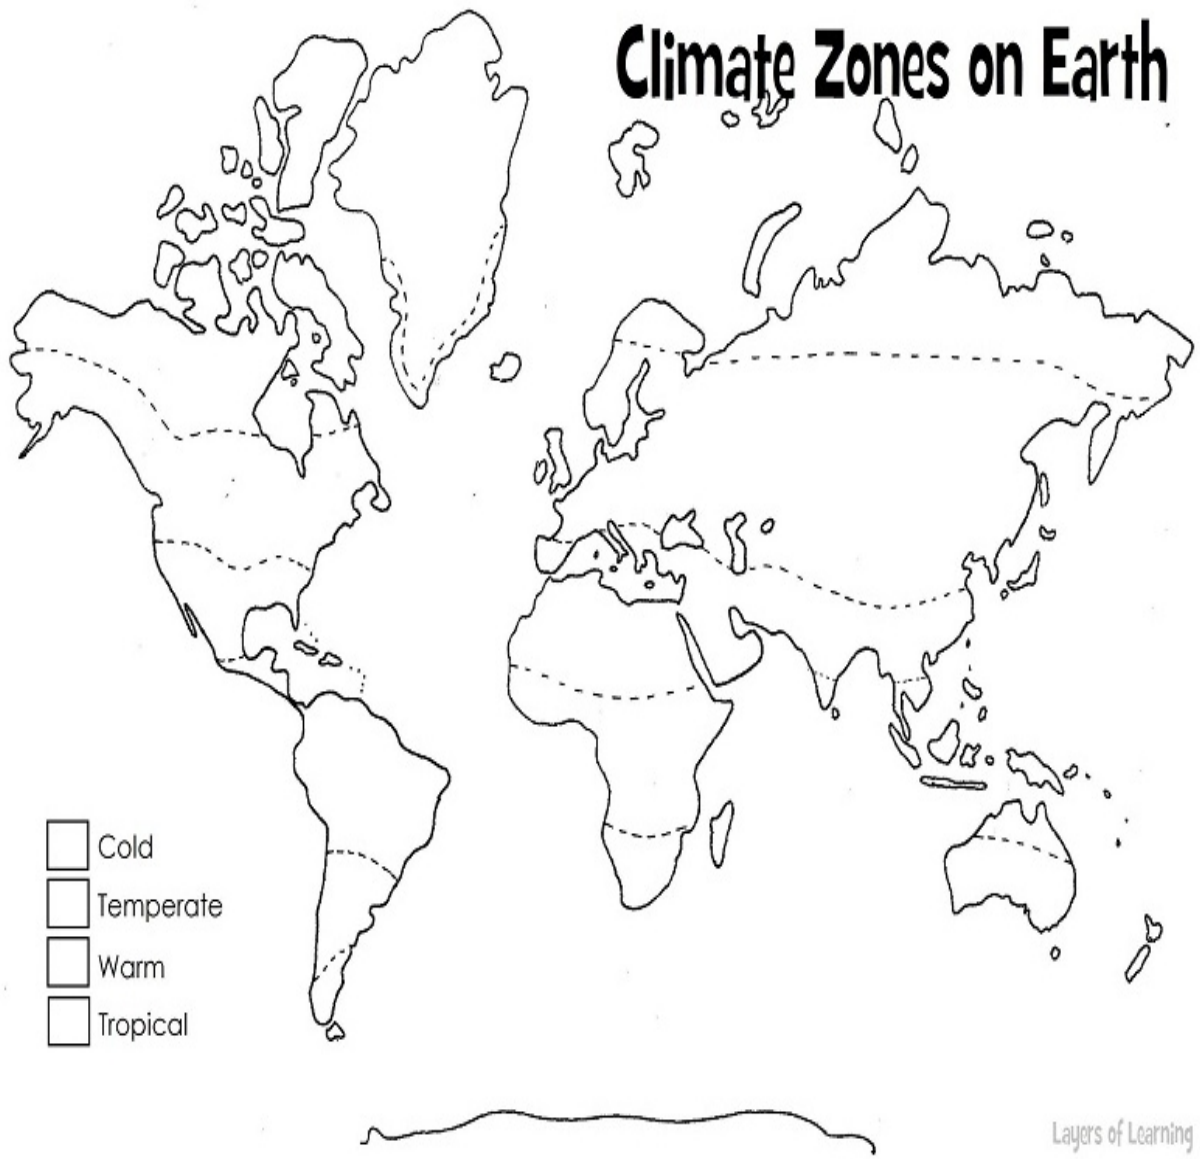 Climate Zones on Earth
Cold
Temperate
Warm
Tropical
Layers of Learning